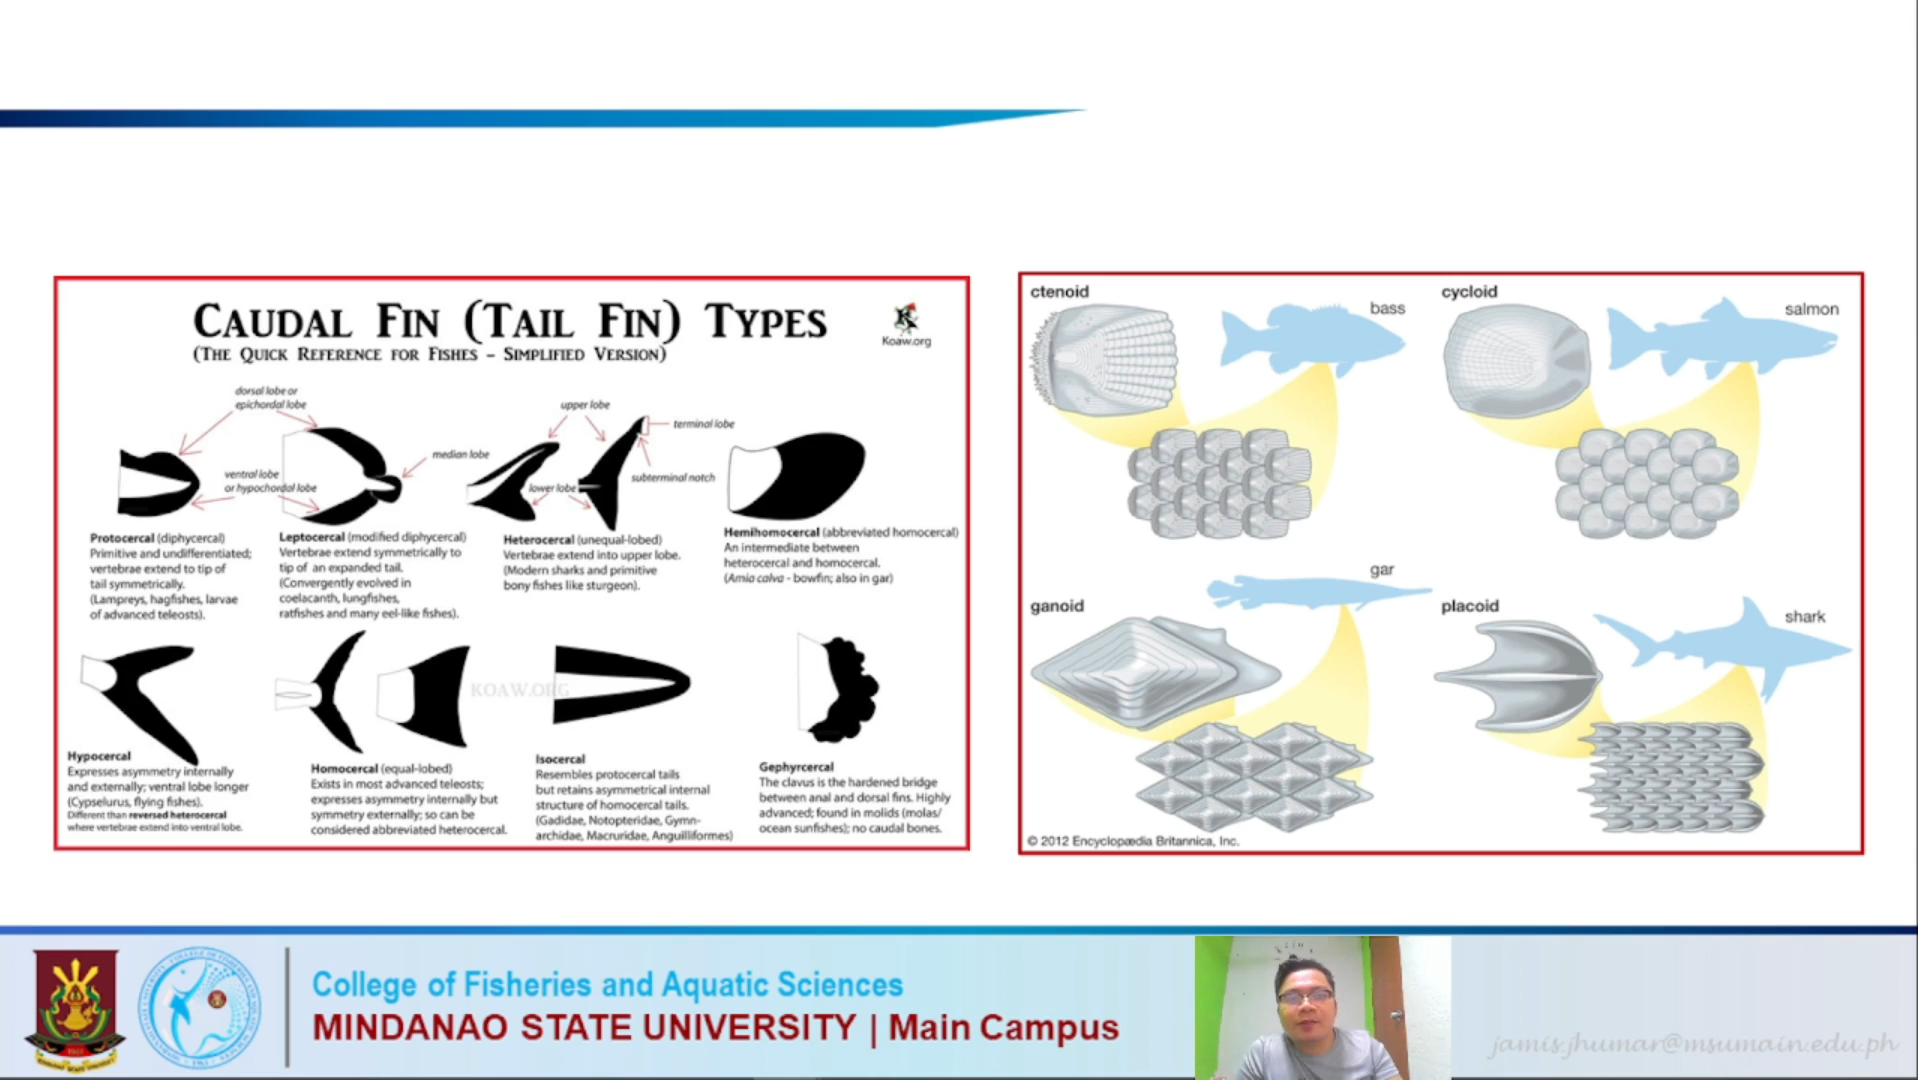 CAUDAL FIN (TAIL FIN) TYPES
(THE QUICK REFERENCE FOR FISHES – SIMPLIFIED VERSION)
Koaw.org
dorsal lobe or
epichordal lobe
ventral lobe
or hypochordal lobe
median lobe
upper lobe
lower lobe
terminal lobe
subterminal notch
Protocercal (diphycercal)
Primitive and undifferentiated;
vertebrae extend to tip of
tail symmetrically.
(Lampreys, hagfishes, larvae
of advanced teleosts).
Leptocercal (modified diphycercal)
Vertebrae extend symmetrically to
tip of an expanded tail.
(Convergently evolved in
coelacanth, lungfishes,
ratfishes and many eel-like fishes).
Heterocercal (unequal-lobed)
Vertebrae extend into upper lobe.
(Modern sharks and primitive
bony fishes like sturgeon).
Hemihomocercal (abbreviated homocercal)
An intermediate between
heterocercal and homocercal.
(Amia calva - bowfin; also in gar)
KOAW.ORG
Hypocercal
Expresses asymmetry internally
and externally; ventral lobe longer
(Cypselurus, flying fishes).
Different than reversed heterocercal
where vertebrae extend into ventral lobe.
Homocercal (equal-lobed)
Exists in most advanced teleosts;
expresses asymmetry internally but
symmetry externally; so can be
considered abbreviated heterocercal.
Isocercal
Resembles protocercal tails
but retains asymmetrical internal
structure of homocercal tails.
(Gadidae, Notopteridae, Gymn-
archidae, Macruridae, Anguilliformes)
Gephyrcercal
The clavus is the hardened bridge
between anal and dorsal fins. Highly
advanced; found in molids (molas/
ocean sunfishes); no caudal bones.
ctenoid
bass
cycloid
salmon
ganoid
gar
placoid
shark
© 2012 Encyclopædia Britannica, Inc.
College of Fisheries and Aquatic Sciences
MINDANAO STATE UNIVERSITY | Main Campus
jamis.jhumar@msumain.edu.ph